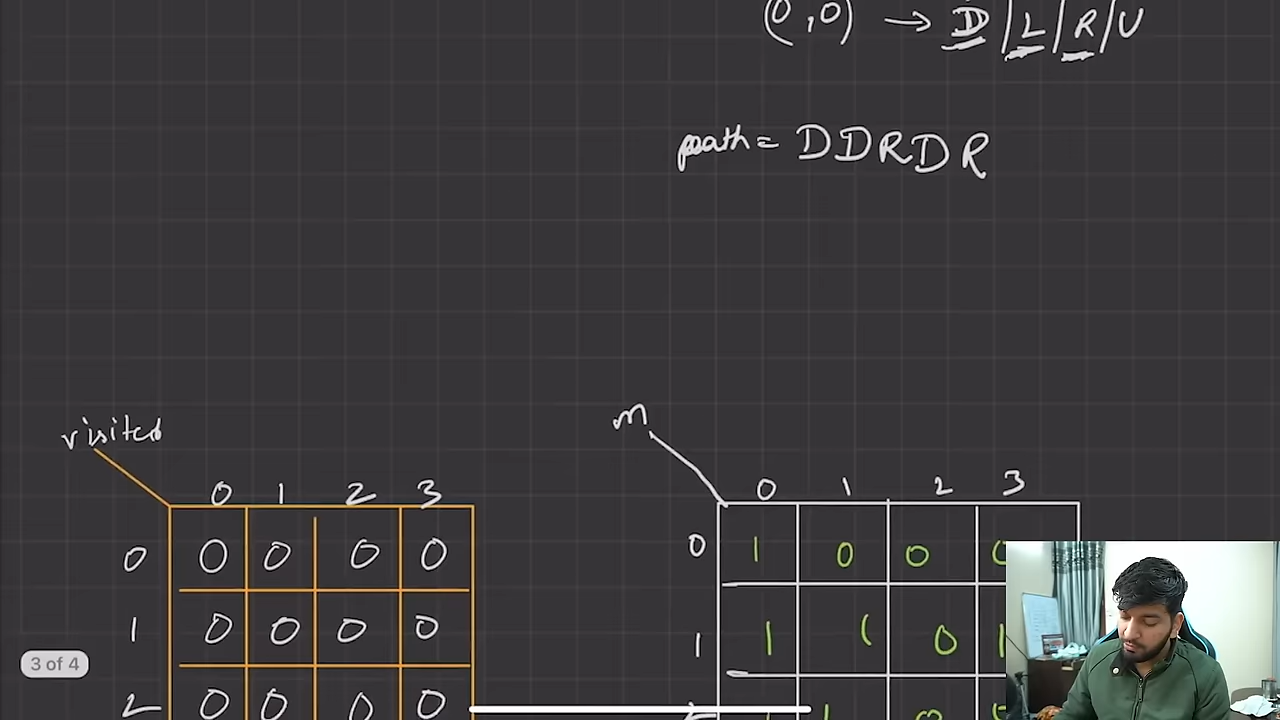 (0,0) → D/L/R/U
path = DDRDR
visited
m
0 1 2 3
0 1 2 3
0 0 0 0 0
0 1 0 0
1 0 0 0 0
1 1 1 0 1
2 0 0 0 0
3 of 4